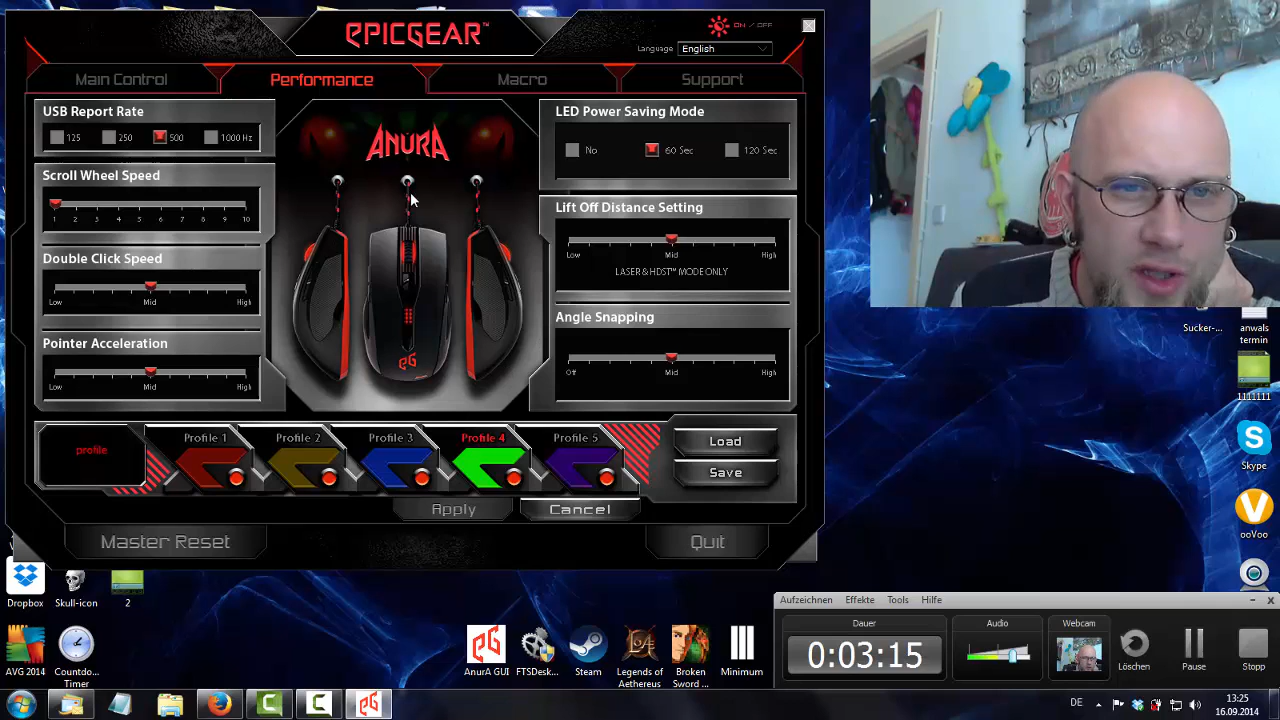 EPICGEAR™
ON / OFF
Language
English
Main Control
Performance
Macro
Support
USB Report Rate
125
250
500
1000 Hz
Scroll Wheel Speed
1 2 3 4 5 6 7 8 9 10
Double Click Speed
Low Mid High
Pointer Acceleration
Low Mid High
ANURA
LED Power Saving Mode
No
60 Sec
120 Sec
Lift Off Distance Setting
Low Mid High
LASER & HDST™ MODE ONLY
Angle Snapping
Off Mid High
profile
Profile 1
Profile 2
Profile 3
Profile 4
Profile 5
Load
Save
Apply
Cancel
Master Reset
Quit
Sucker-...
anwals
termin
1111111
Skype
ooVoo
Dropbox
Skull-icon
2
AVG 2014
Countdo...
Timer
AnurA GUI
FTSDesk...
Steam
Legends of
Aethereus
Broken
Sword ...
Minimum
Aufzeichnen
Effekte
Tools
Hilfe
Dauer
0:03:15
Audio
Webcam
Löschen
Pause
Stopp
DE
13:25
16.09.2014